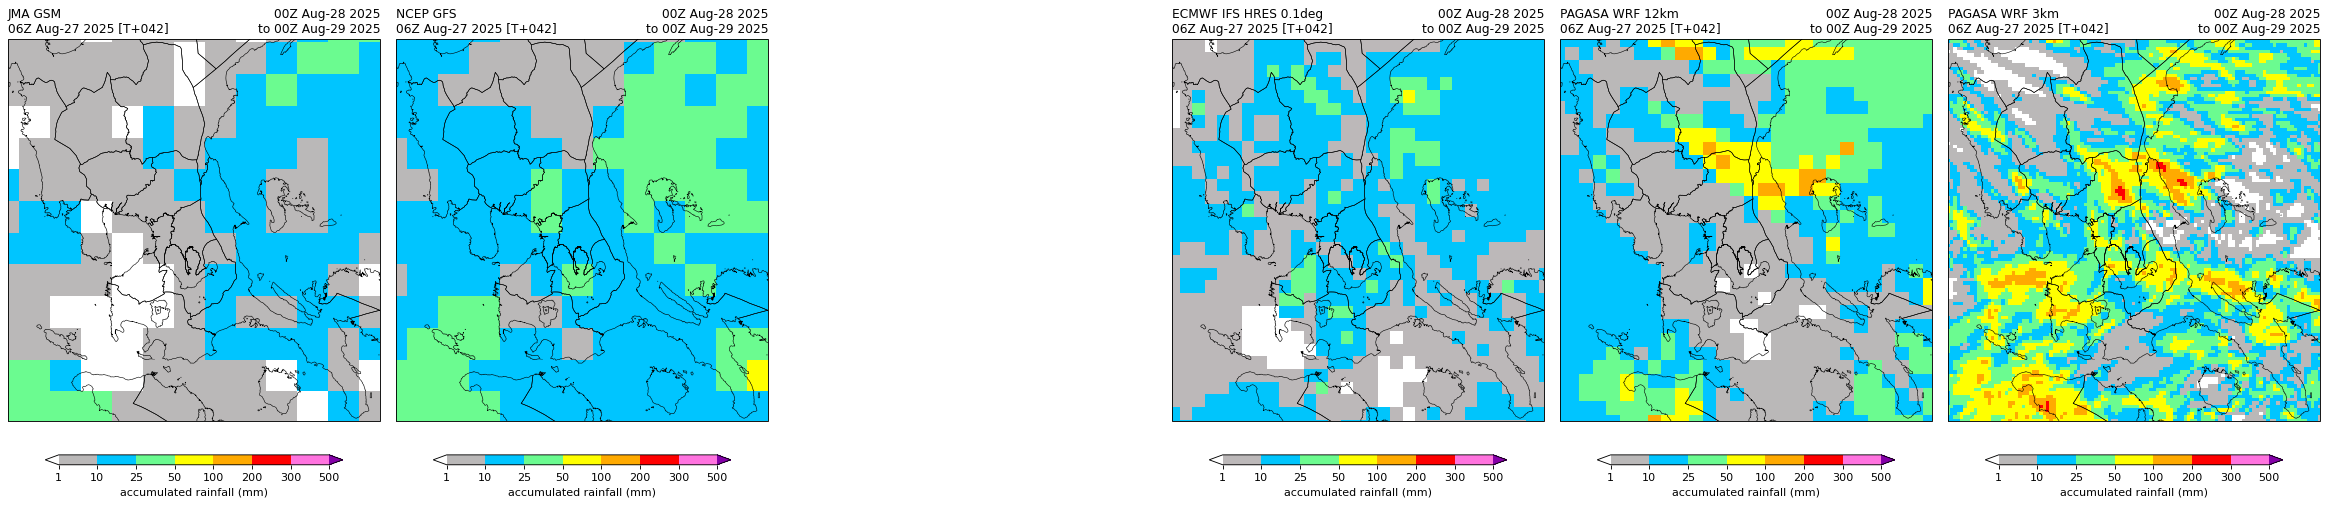 JMA GSM 00Z Aug-28 2025
06Z Aug-27 2025 [T+042] to 00Z Aug-29 2025
1 10 25 50 100 200 300 500
accumulated rainfall (mm)
NCEP GFS 00Z Aug-28 2025
06Z Aug-27 2025 [T+042] to 00Z Aug-29 2025
1 10 25 50 100 200 300 500
accumulated rainfall (mm)
ECMWF IFS HRES 0.1deg 00Z Aug-28 2025
06Z Aug-27 2025 [T+042] to 00Z Aug-29 2025
1 10 25 50 100 200 300 500
accumulated rainfall (mm)
PAGASA WRF 12km 00Z Aug-28 2025
06Z Aug-27 2025 [T+042] to 00Z Aug-29 2025
1 10 25 50 100 200 300 500
accumulated rainfall (mm)
PAGASA WRF 3km 00Z Aug-28 2025
06Z Aug-27 2025 [T+042] to 00Z Aug-29 2025
1 10 25 50 100 200 300 500
accumulated rainfall (mm)